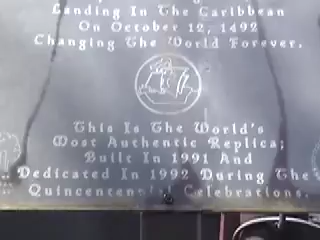 Landing In The Caribbean
On October 12, 1492
Changing The World Forever.
This Is The World's
Most Authentic Replica;
Built In 1991 And
Dedicated In 1992 During The
Quincentennial Celebrations.